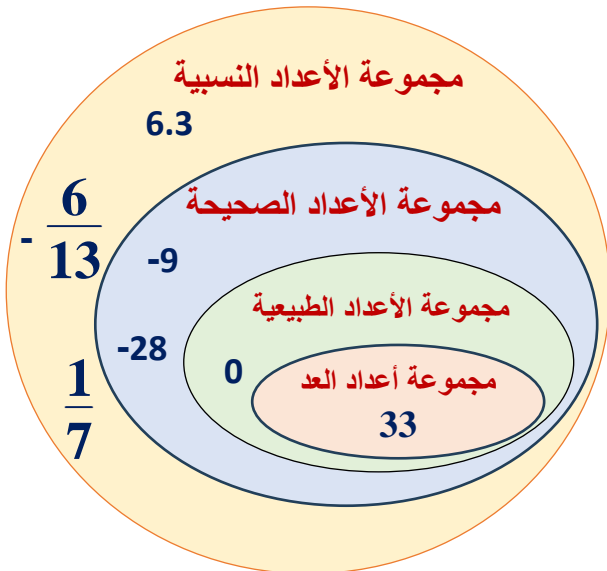 مجموعة الأعداد النسبية
6.3
مجموعة الأعداد الصحيحة
- 6/13
-9
مجموعة الأعداد الطبيعية
-28
0
مجموعة أعداد العد
1/7
33